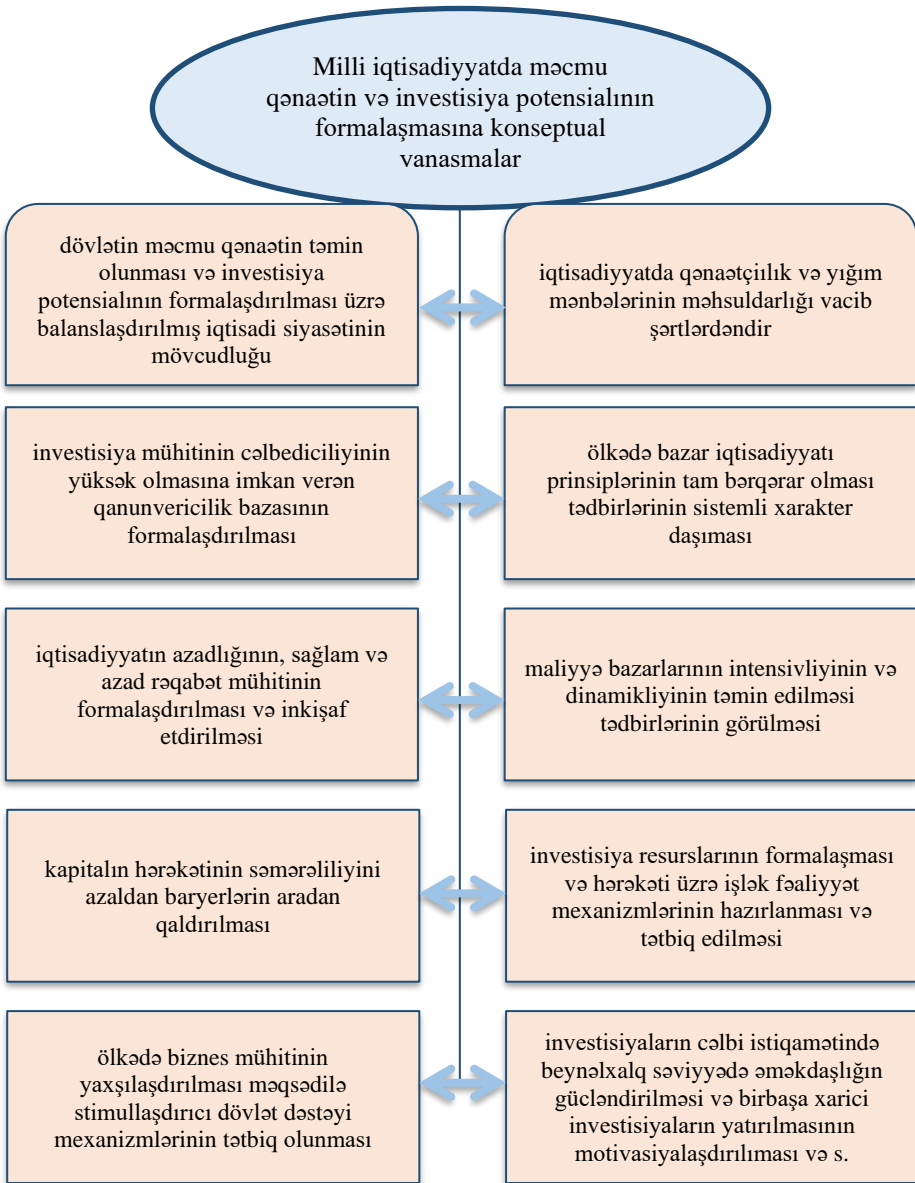 Milli iqtisadiyyatda məcmu
qənaətin və investisiya potensialının
formalaşmasına konseptual
vanasmalar
dövlətin məcmu qənaətin təmin
olunması və investisiya
potensialının formalaşdırılması üzrə
balanslaşdırılmış iqtisadi siyasətinin
mövcudluğu
iqtisadiyyatda qənaətçiılik və yığım
mənbələrinin məhsuldarlığı vacib
şərtlərdəndir
investisiya mühitinin cəlbediciliyinin
yüksək olmasına imkan verən
qanunvericilik bazasının
formalaşdırılması
ölkədə bazar iqtisadiyyatı
prinsiplərinin tam bərqərar olması
tədbirlərinin sistemli xarakter
daşıması
iqtisadiyyatın azadlığının, sağlam və
azad rəqabət mühitinin
formalaşdırılması və inkişaf
etdirilməsi
maliyyə bazarlarının intensivliyinin və
dinamikliyinin təmin edilməsi
tədbirlərinin görülməsi
kapitalın hərəkətinin səmərəliliyini
azaldan baryerlərin aradan
qaldırılması
investisiya resurslarının formalaşması
və hərəkəti üzrə işlək fəaliyyət
mexanizmlərinin hazırlanması və
tətbiq edilməsi
ölkədə biznes mühitinin
yaxşılaşdırılması məqsədilə
stimullaşdırıcı dövlət dəstəyi
mexanizmlərinin tətbiq olunması
investisiyaların cəlbi istiqamətində
beynəlxalq səviyyədə əməkdaşlığın
gücləndirilməsi və birbaşa xarici
investisiyaların yatırılmasının
motivasiyalaşdırılıması və s.